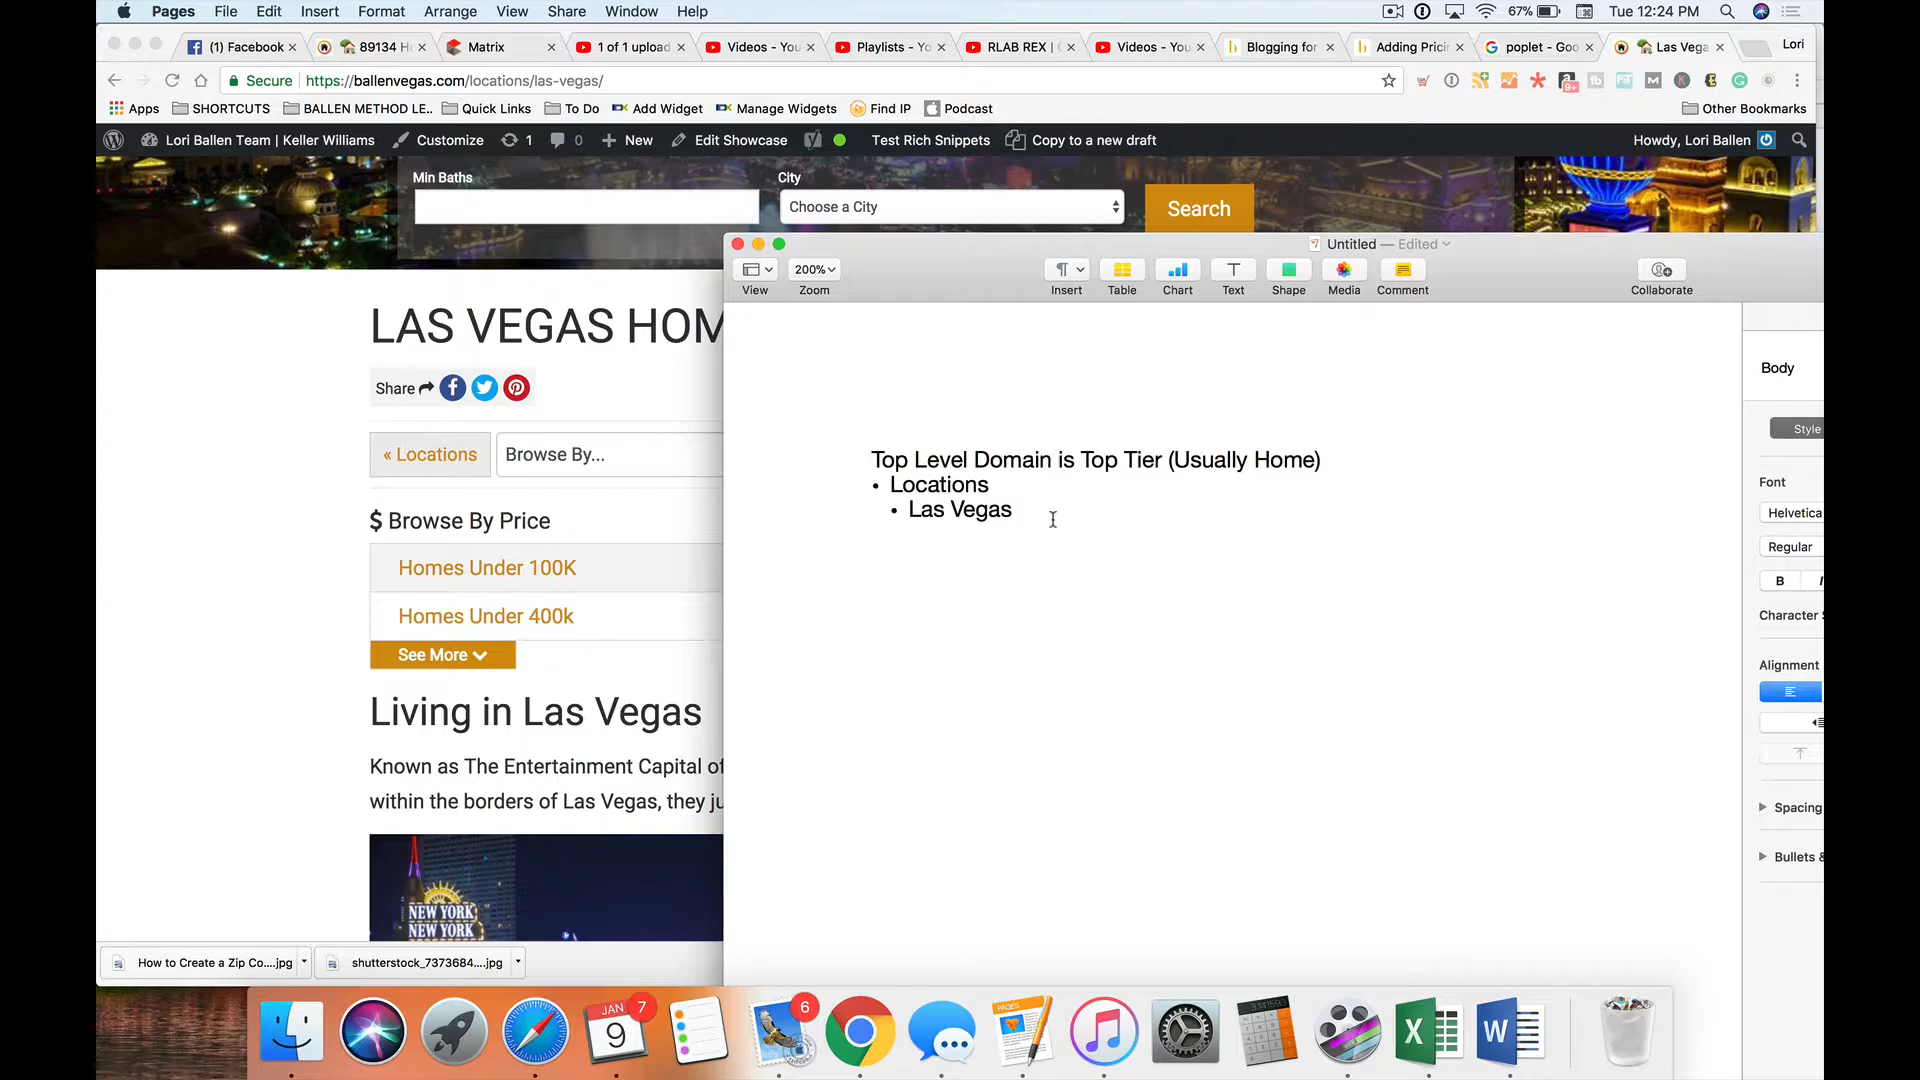 Pages File Edit Insert Format Arrange View Share Window Help 67% Tue 12:24 PM
(1) Facebook 89134 H Matrix 1 of 1 upload Videos - You Playlists - Yo RLAB REX | C Videos - You Blogging for Adding Prici poplet - Goo Las Vega Lori
Secure https://ballenvegas.com/locations/las-vegas/
Apps SHORTCUTS BALLEN METHOD LE.. Quick Links To Do Add Widget Manage Widgets Find IP Podcast Other Bookmarks
Lori Ballen Team | Keller Williams Customize 1 0 New Edit Showcase Test Rich Snippets Copy to a new draft Howdy, Lori Ballen
Min Baths City
Choose a City Search
Untitled — Edited
200%
View Zoom Insert Table Chart Text Shape Media Comment Collaborate
LAS VEGAS HOM
Share
« Locations Browse By...
$ Browse By Price
Homes Under 100K
Homes Under 400k
See More
Living in Las Vegas
Known as The Entertainment Capital of
within the borders of Las Vegas, they ju
NEW YORK
NEW YORK
Top Level Domain is Top Tier (Usually Home)
• Locations
• Las Vegas
Body
Style
Font
Helvetica
Regular
B I
Character S
Alignment
Spacing
Bullets &
How to Create a Zip Co....jpg shutterstock_7373684....jpg
JAN 7
9
6
PAGES
X W